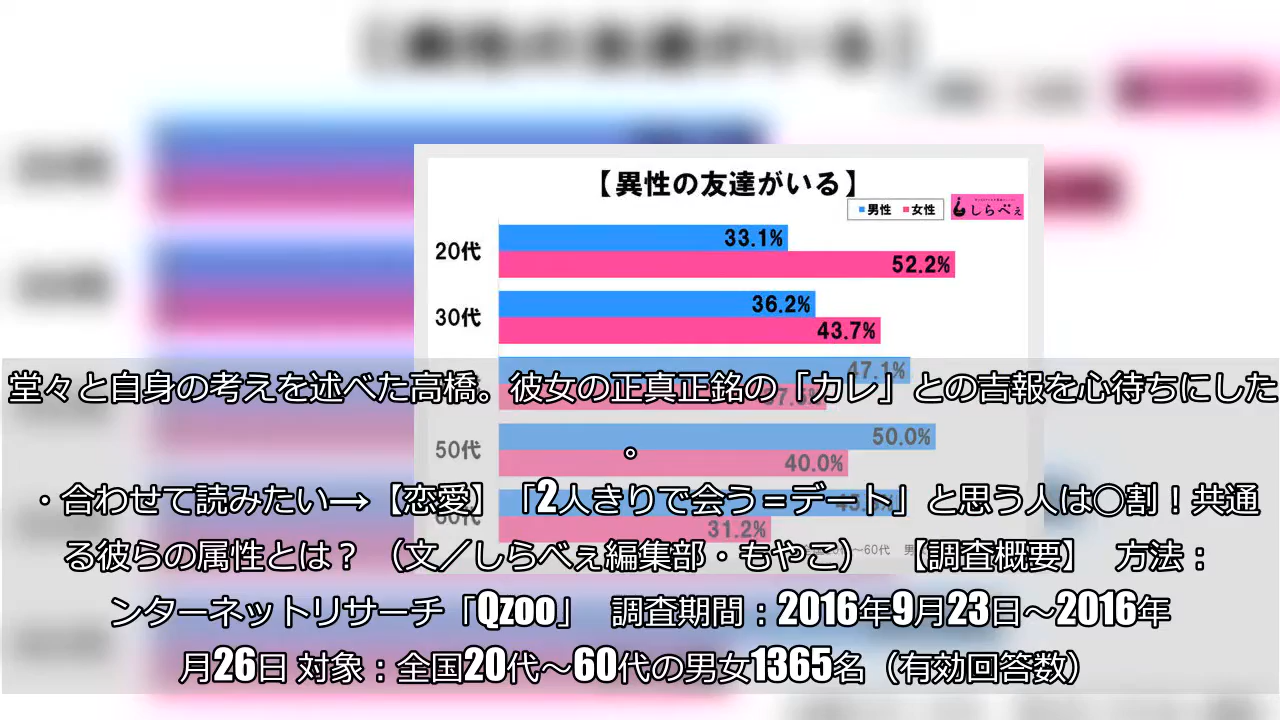 【異性の友達がいる】
■男性 ■女性
しらべぇ
20代
33.1%
52.2%
30代
36.2%
43.7%
47.1%
堂々と自身の考えを述べた高橋。彼女の正真正銘の「カレ」との吉報を心待ちにした
50代
50.0%
40.0%
・合わせて読みたい→【恋愛】「2人きりで会う＝デート」と思う人は〇割！共通
60代
31.2%
る彼らの属性とは？（文／しらべぇ編集部・もやこ） 【調査概要】 方法：
ンターネットリサーチ「Qzoo」 調査期間：2016年9月23日～2016年
月26日 対象：全国20代～60代の男女1365名（有効回答数）